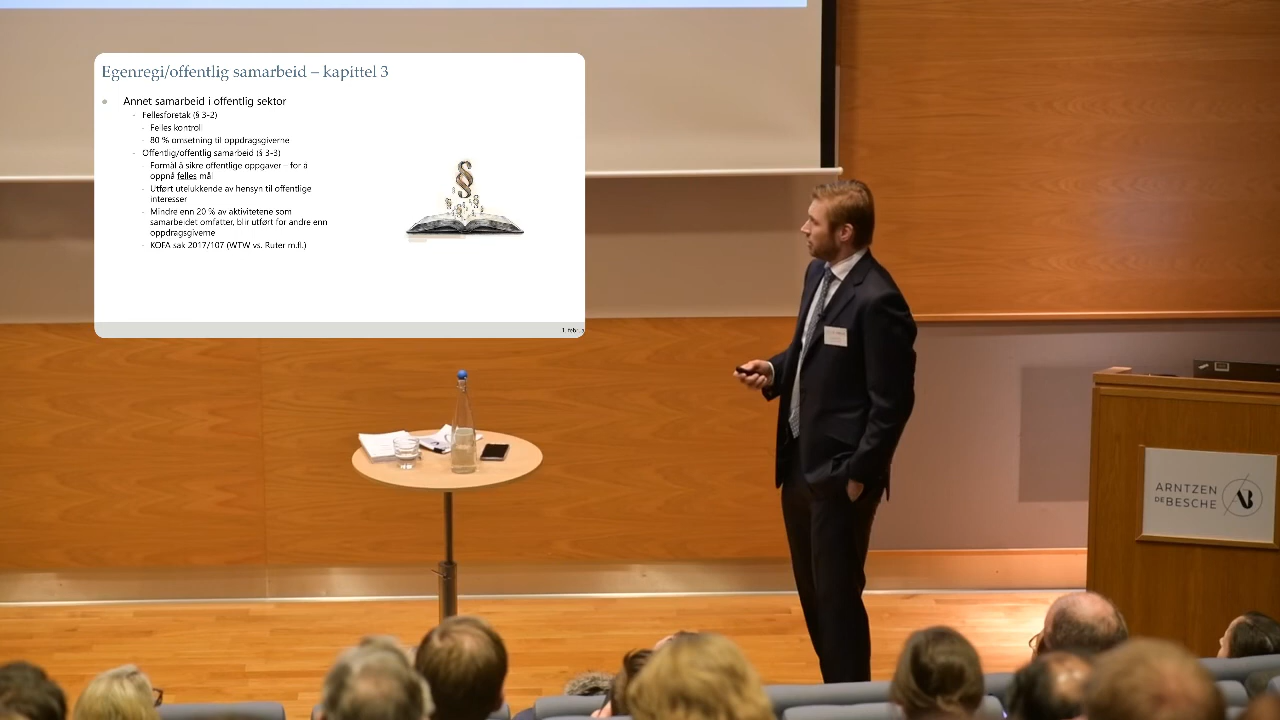 Egenregi/offentlig samarbeid – kapittel 3
Annet samarbeid i offentlig sektor
Fellesforetak (§ 3-2)
Felles kontroll
80 % omsetning til oppdragsgiverne
Offentlig/offentlig samarbeid (§ 3-3)
Formål å sikre offentlige oppgaver – for å
oppnå felles mål
Utført utelukkende av hensyn til offentlige
interesser
Mindre enn 20 % av aktivitetene som
samarbeidet omfatter, blir utført for andre enn
oppdragsgiverne
KOFA sak 2017/107 (WTW vs. Ruter m.fl.)
§
ARNTZEN
DE BESCHE